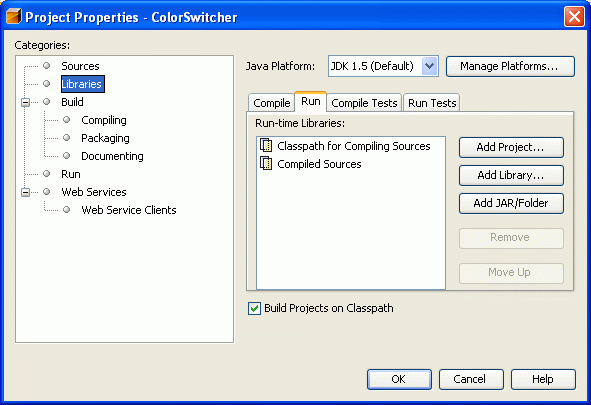 Project Properties - ColorSwitcher
Categories:
Sources
Libraries
Build
Compiling
Packaging
Documenting
Run
Web Services
Web Service Clients
Java Platform: JDK 1.5 (Default) Manage Platforms...
Compile Run Compile Tests Run Tests
Run-time Libraries:
Classpath for Compiling Sources
Compiled Sources
Add Project...
Add Library...
Add JAR/Folder
Remove
Move Up
Build Projects on Classpath
OK Cancel Help